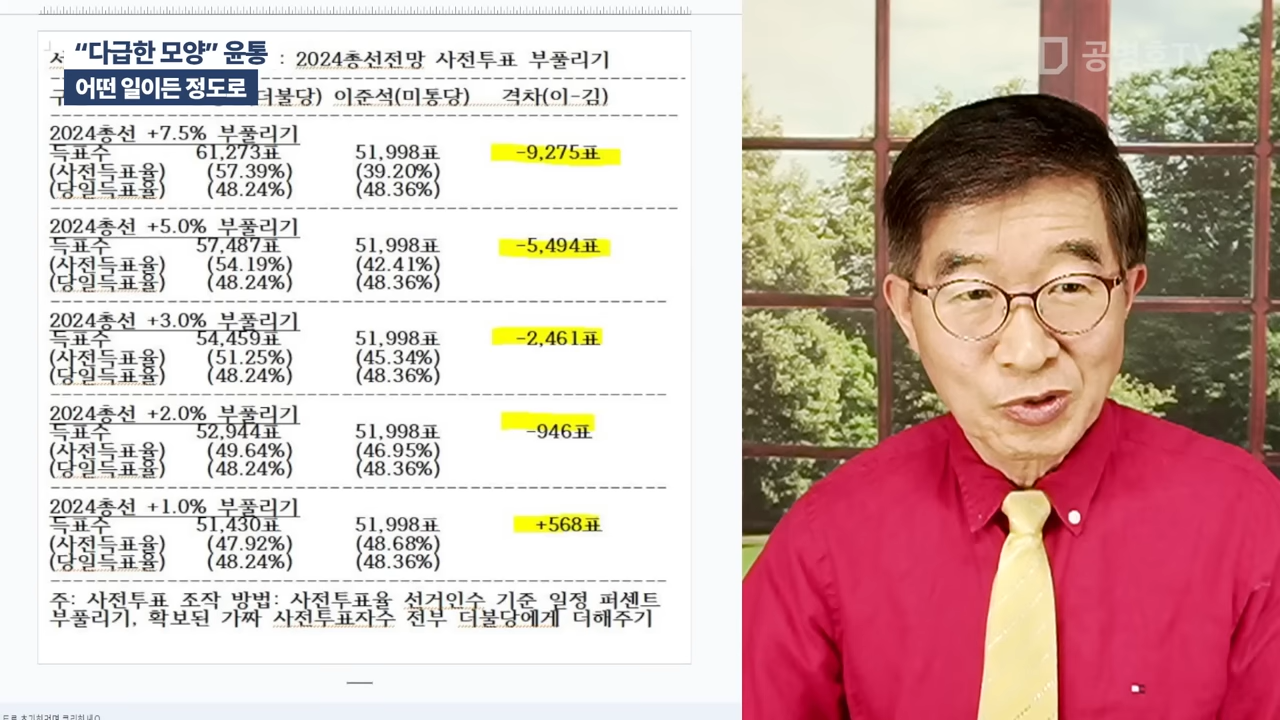 “다급한 모양” 윤통
어떤 일이든 정도로
공병호TV
: 2024총선전망 사전투표 부풀리기
더불당) 이준석(미통당) 격차(이-김)
2024총선 +7.5% 부풀리기
득표수 61,273표 51,998표 -9,275표
(사전득표율) (57.39%) (39.20%)
(당일득표율) (48.24%) (48.36%)
2024총선 +5.0% 부풀리기
득표수 57,487표 51,998표 -5,494표
(사전득표율) (54.19%) (42.41%)
(당일득표율) (48.24%) (48.36%)
2024총선 +3.0% 부풀리기
득표수 54,459표 51,998표 -2,461표
(사전득표율) (51.25%) (45.34%)
(당일득표율) (48.24%) (48.36%)
2024총선 +2.0% 부풀리기
득표수 52,944표 51,998표 -946표
(사전득표율) (49.64%) (46.95%)
(당일득표율) (48.24%) (48.36%)
2024총선 +1.0% 부풀리기
득표수 51,430표 51,998표 +568표
(사전득표율) (47.92%) (48.68%)
(당일득표율) (48.24%) (48.36%)
주: 사전투표 조작 방법: 사전투표율 선거인수 기준 일정 퍼센트
부풀리기, 확보된 가짜 사전투표자수 전부 더불당에게 더해주기